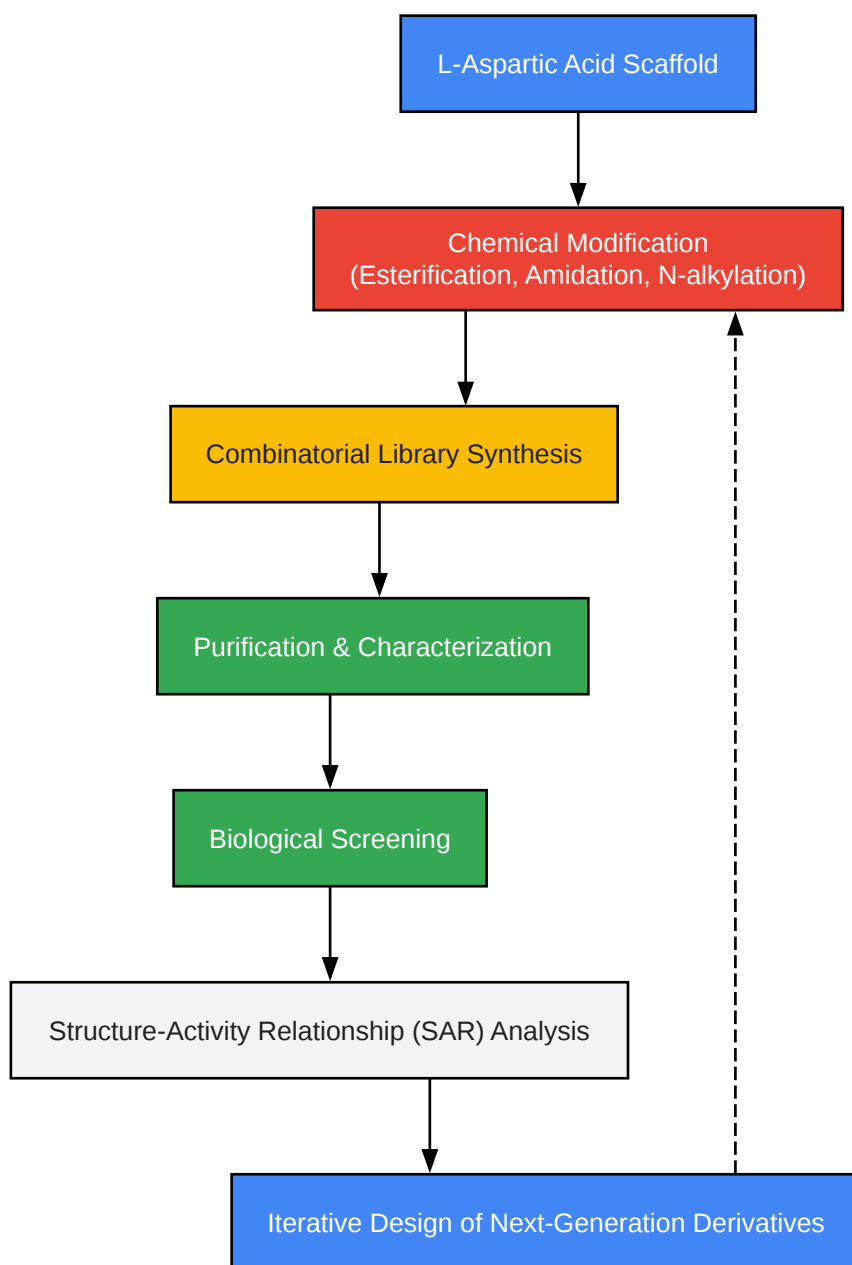 L-Aspartic Acid Scaffold
Chemical Modification
(Esterification, Amidation, N-alkylation)
Combinatorial Library Synthesis
Purification & Characterization
Biological Screening
Structure-Activity Relationship (SAR) Analysis
Iterative Design of Next-Generation Derivatives